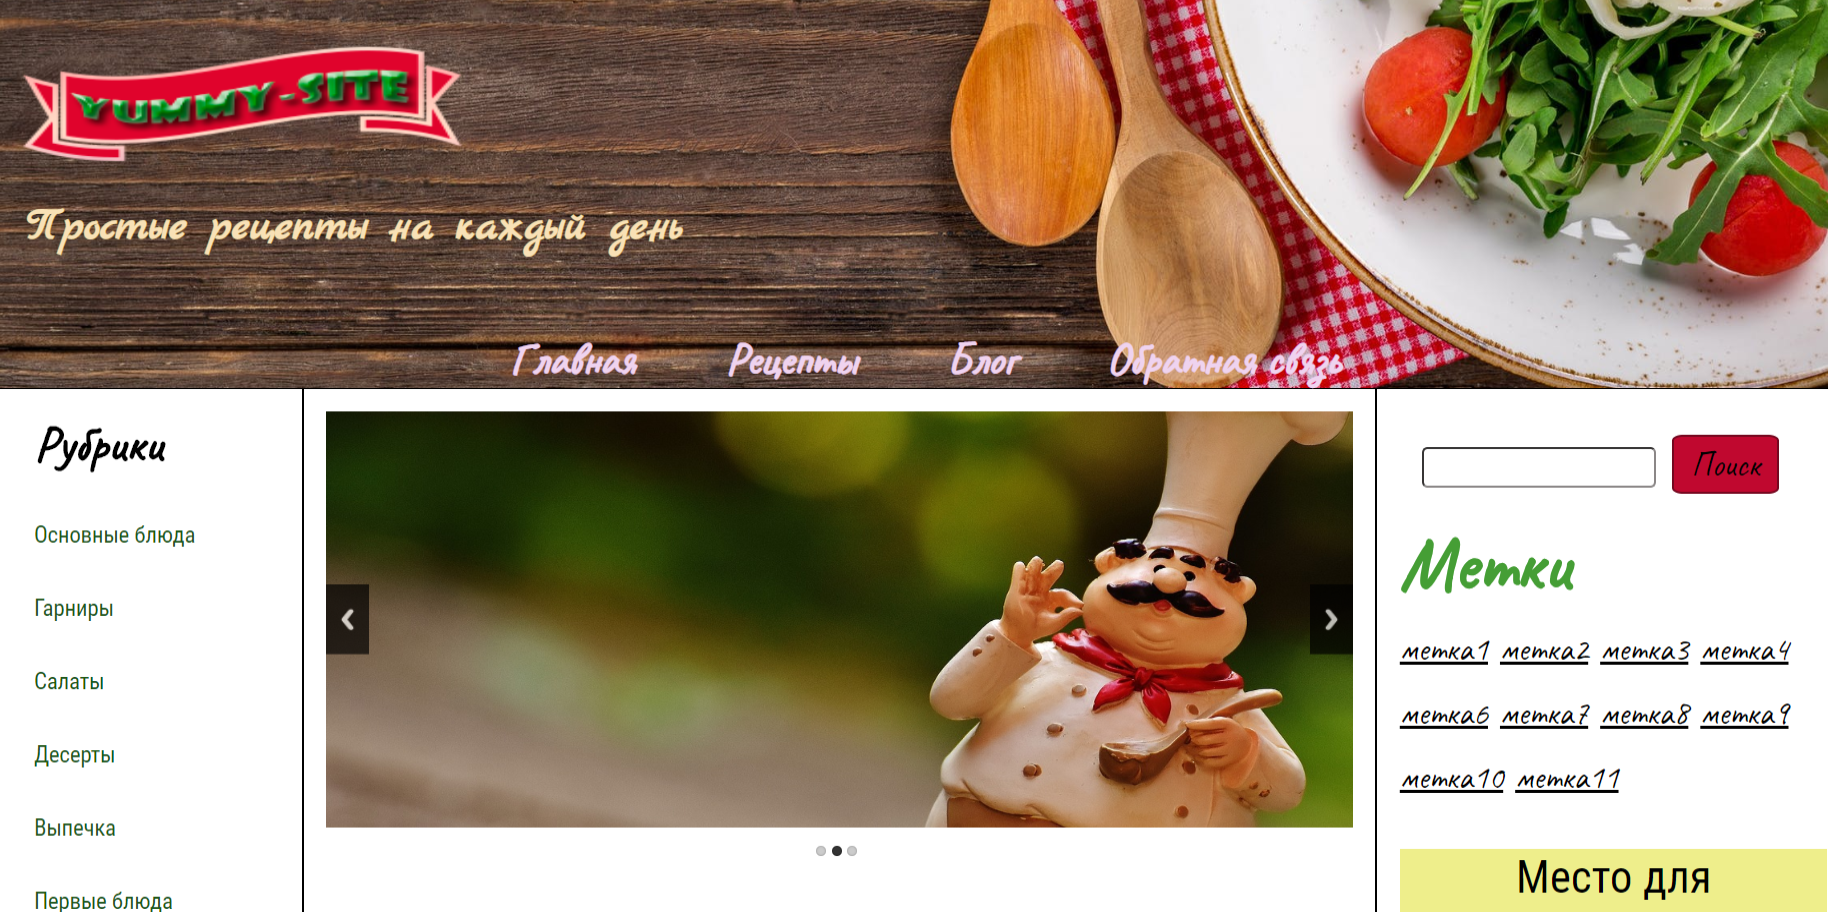 YUMMY-SITE
Простые рецепты на каждый день
Главная Рецепты Блог Обратная связь
Рубрики
Основные блюда
Гарниры
Салаты
Десерты
Выпечка
Первые блюда
Поиск
Метки
метка1 метка2 метка3 метка4
метка6 метка7 метка8 метка9
метка10 метка11
Место для